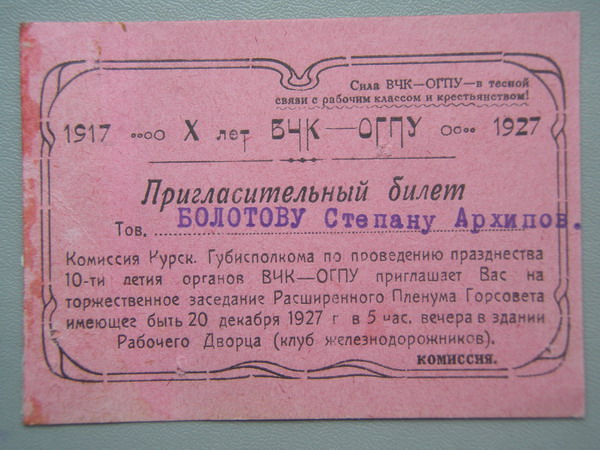 Сила ВЧК—ОГПУ—в тесной
связи с рабочим классом и крестьянством!
1917 ..oo X лет ВЧК—ОГПУ oo.. 1927
Пригласительный билет
Тов. БОЛОТОВУ Степану Архипов.
Комиссия Курск. Губисполкома по проведению празднества
10-ти летия органов ВЧК—ОГПУ приглашает Вас на
торжественное заседание Расширенного Пленума Горсовета
имеющее быть 20 декабря 1927 г в 5 час. вечера в здании
Рабочего Дворца (клуб железнодорожников).
КОМИССИЯ.